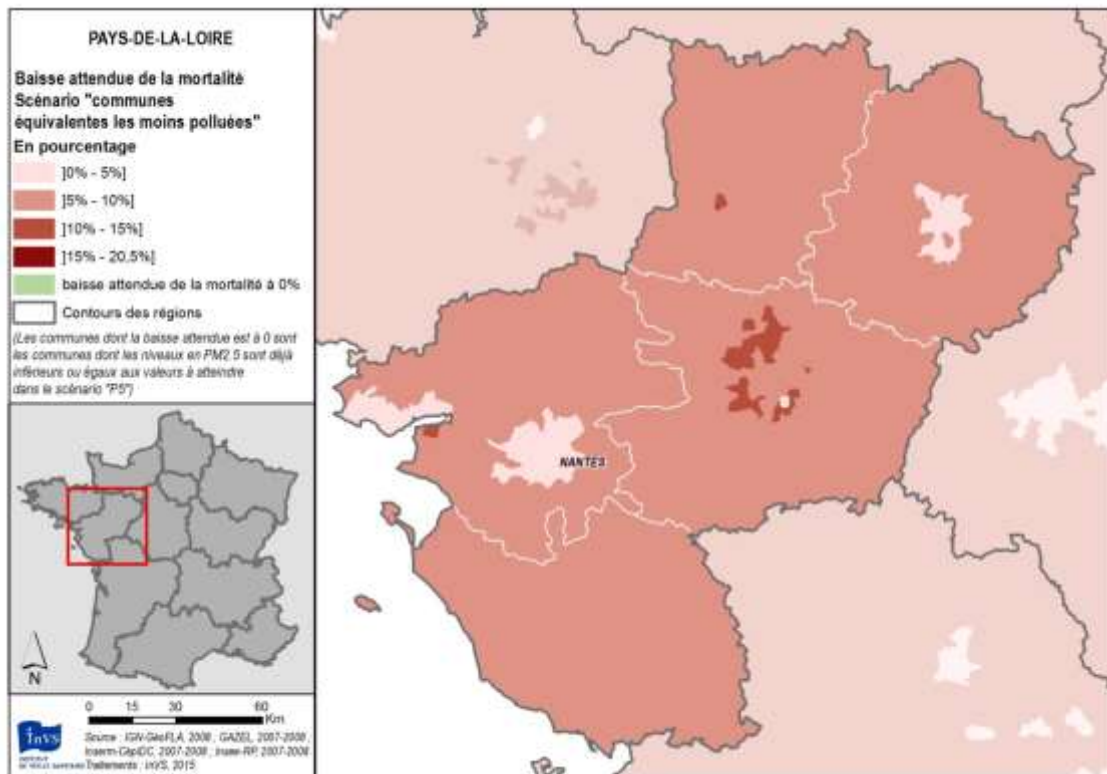 PAYS-DE-LA-LOIRE
Baisse attendue de la mortalité
Scénario "communes
équivalentes les moins polluées"
En pourcentage
]0% - 5%]
]5% - 10%]
]10% - 15%]
]15% - 20,5%]
baisse attendue de la mortalité à 0%
Contours des régions
(Les communes dont la baisse attendue est à 0 sont
les communes dont les niveaux en PM2.5 sont déjà
inférieurs ou égaux aux valeurs à atteindre
dans le scénario "P5")
NANTES
N
0 15 30 60
Km
InVS
INSTITUT
DE VEILLE SANITAIRE
Source : IGN-GéoFLA, 2008 ; GAZEL, 2007-2008 ;
Inserm-CépiDC, 2007-2008 ; Insee-RP, 2007-2008
Traitements : InVS, 2015